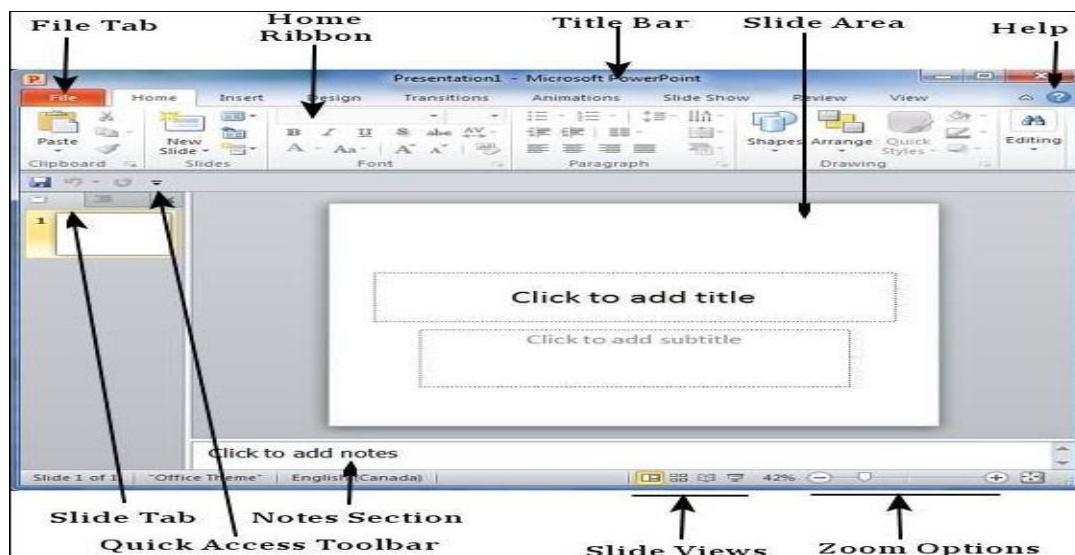 File Tab
Home
Ribbon
Title Bar
Slide Area
Help
Presentation1 - Microsoft PowerPoint
File Home Insert Design Transitions Animations Slide Show Review View
Paste
New
Slide
Shapes Arrange Quick
Styles
Editing
B I U S abe AV
A Aa A A
Clipboard Slides Font Paragraph Drawing
1
Click to add title
Click to add subtitle
Click to add notes
Slide 1 of 1 "Office Theme" English (Canada) 42%
Slide Tab
Notes Section
Quick Access Toolbar
Slide Views
Zoom Options